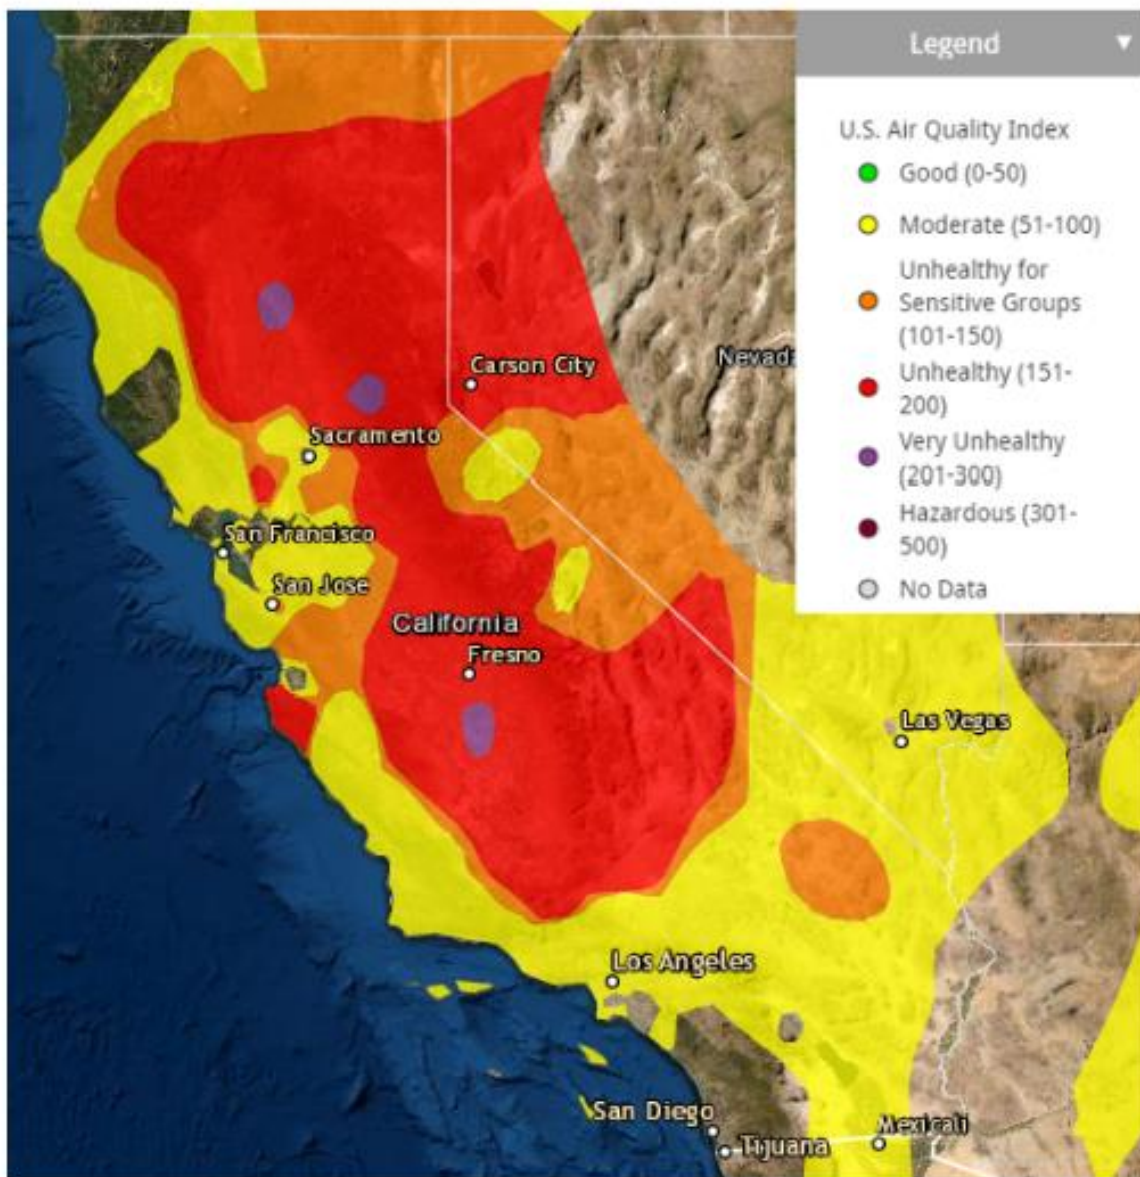 Legend
U.S. Air Quality Index
Good (0-50)
Moderate (51-100)
Unhealthy for
Sensitive Groups
(101-150)
Unhealthy (151-
200)
Very Unhealthy
(201-300)
Hazardous (301-
500)
No Data
Nevad
Carson City
Sacramento
San Francisco
San Jose
California
Fresno
Las Vegas
Los Angeles
San Diego
Tijuana
Mexicali